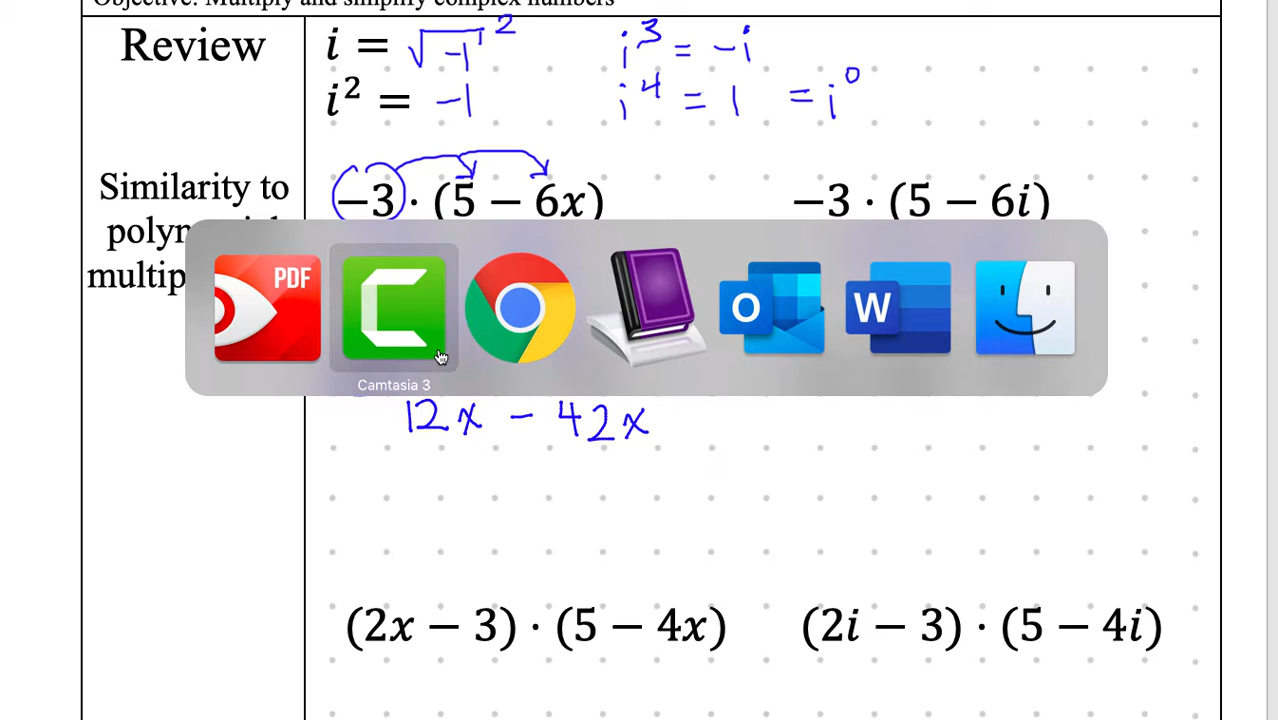 Objective: Multiply and simplify complex numbers
Review
i = √-1 ²
i³ = -i
i² = -1
i⁴ = 1 = i⁰
Similarity to
-3 · (5 − 6x)
-3 · (5 − 6i)
PDF
Camtasia 3
12x - 42x
(2x − 3) · (5 − 4x)
(2i − 3) · (5 − 4i)